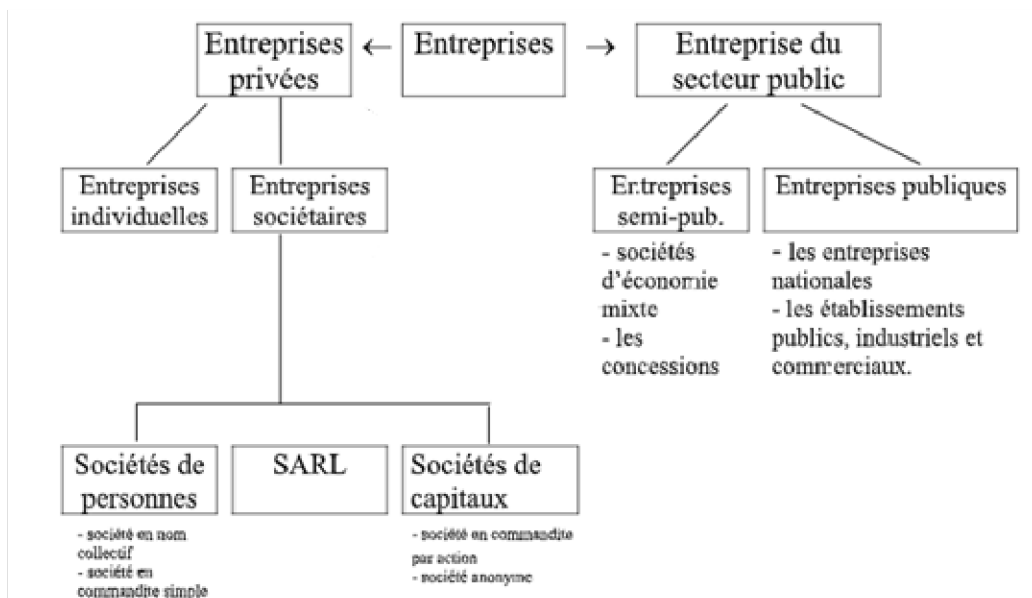 Entreprises privées
← Entreprises →
Entreprise du
secteur public
Entreprises
individuelles
Entreprises
sociétaires
Entreprises
semi-pub.
Entreprises publiques
- sociétés
d'économie
mixte
- les
concessions
- les entreprises
nationales
- les établissements
publics, industriels et
commerciaux.
Sociétés de
personnes
SARL
Sociétés de
capitaux
- société en nom
collectif
- société en
commandite simple
- société en commandite
par action
- société anonyme